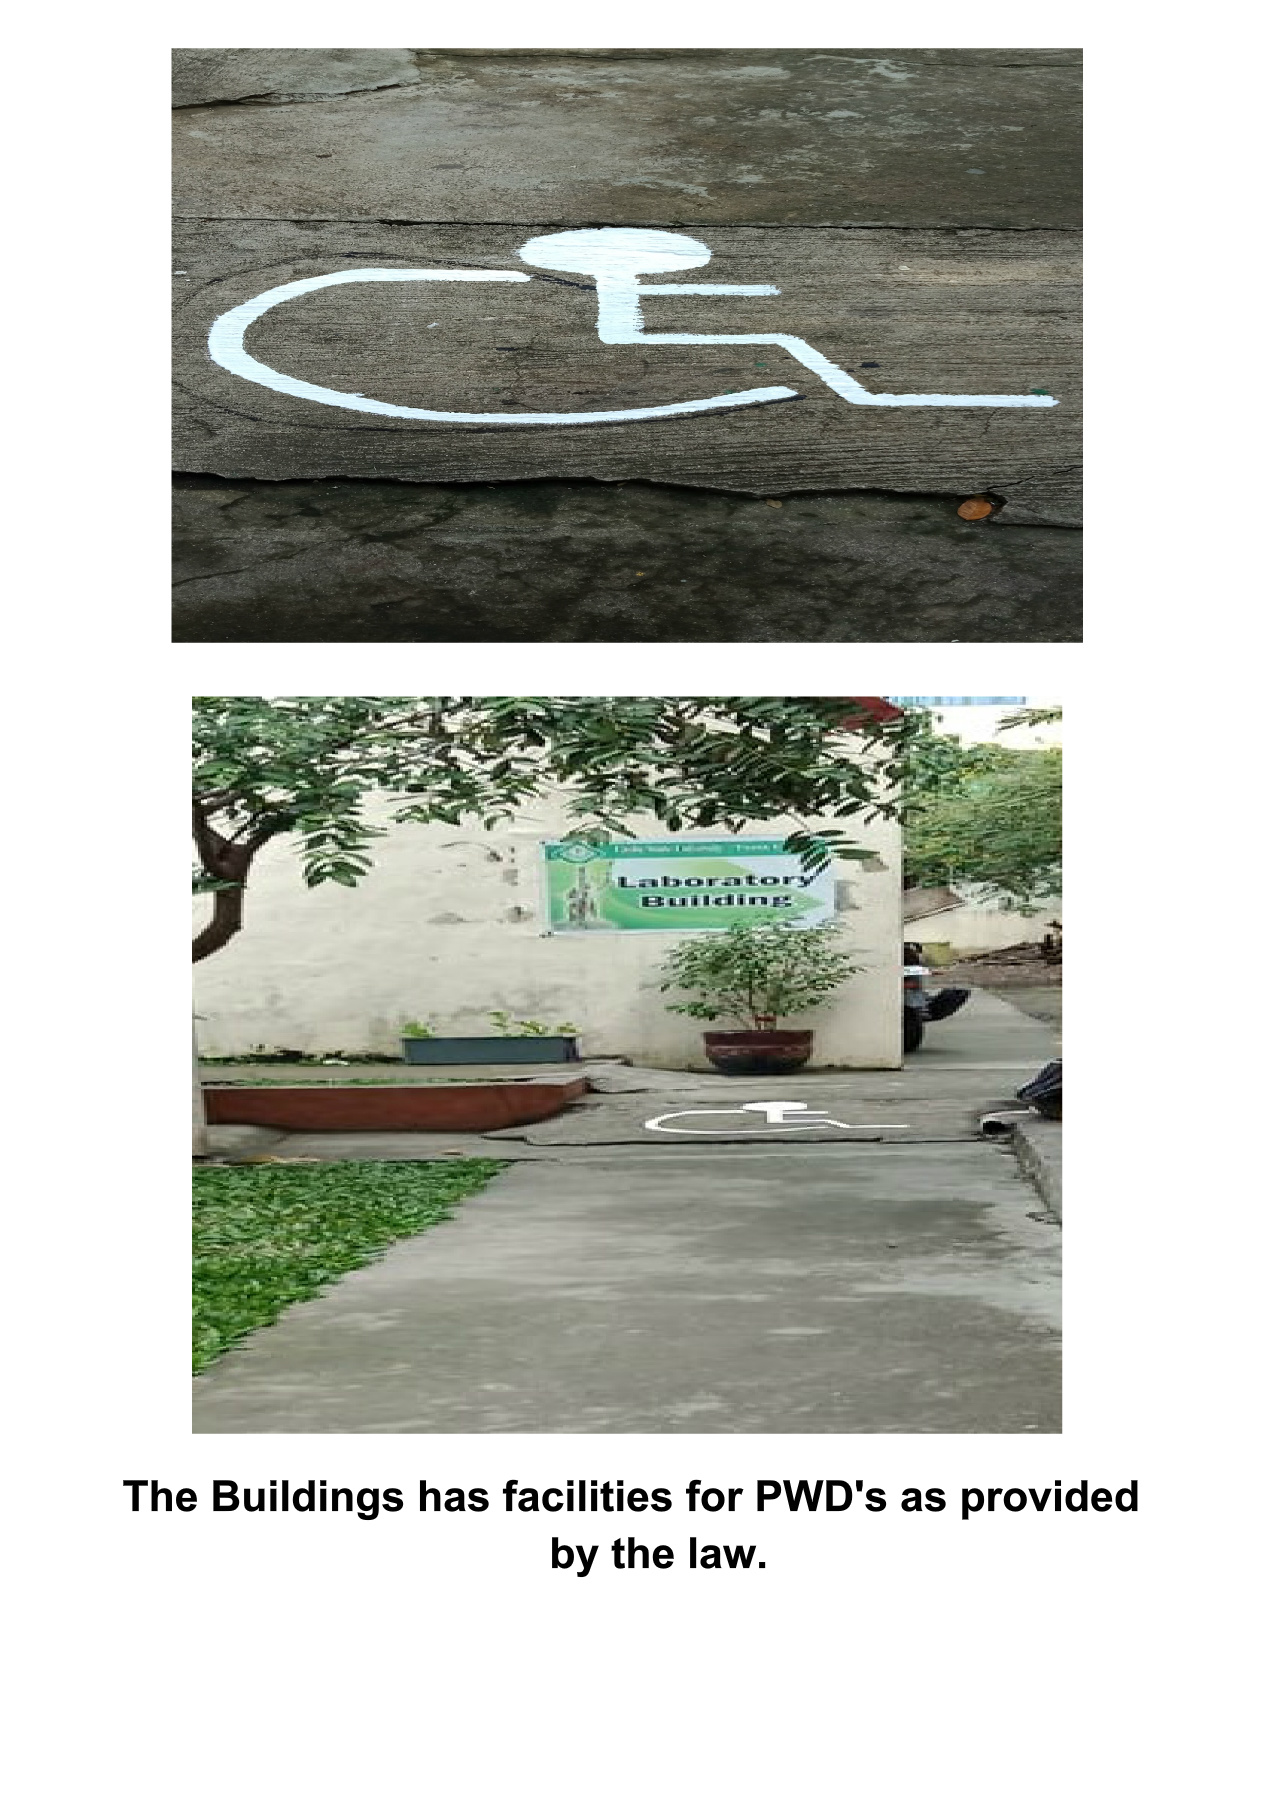 Laboratory
Building
The Buildings has facilities for PWD's as provided
by the law.